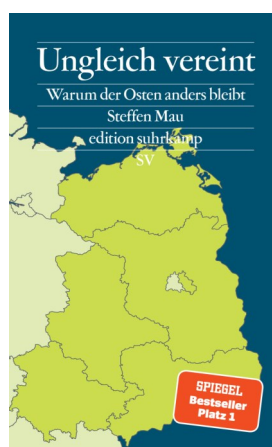 Ungleich vereint
Warum der Osten anders bleibt
Steffen Mau
edition suhrkamp
SV
SPIEGEL
Bestseller
Platz 1